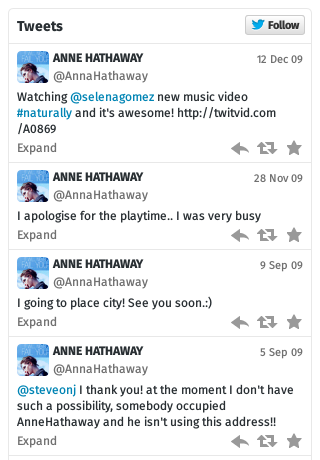 Tweets
Follow
ANNE HATHAWAY
12 Dec 09
@AnnaHathaway
Watching @selenagomez new music video
#naturally and it's awesome! http://twitvid.com
/A0869
Expand
ANNE HATHAWAY
28 Nov 09
@AnnaHathaway
I apologise for the playtime.. I was very busy
Expand
ANNE HATHAWAY
9 Sep 09
@AnnaHathaway
I going to place city! See you soon.:)
Expand
ANNE HATHAWAY
5 Sep 09
@AnnaHathaway
@steveonj I thank you! at the moment I don't have
such a possibility, somebody occupied
AnneHathaway and he isn't using this address!!
Expand